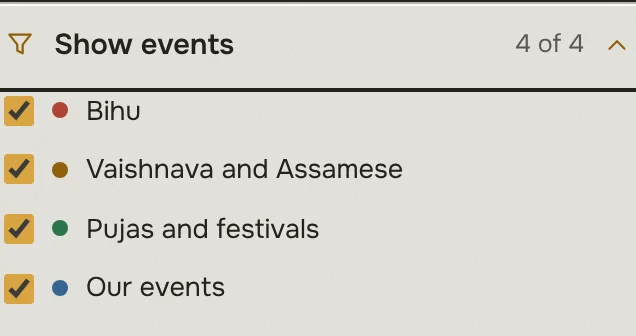 Show events 4 of 4
Bihu
Vaishnava and Assamese
Pujas and festivals
Our events